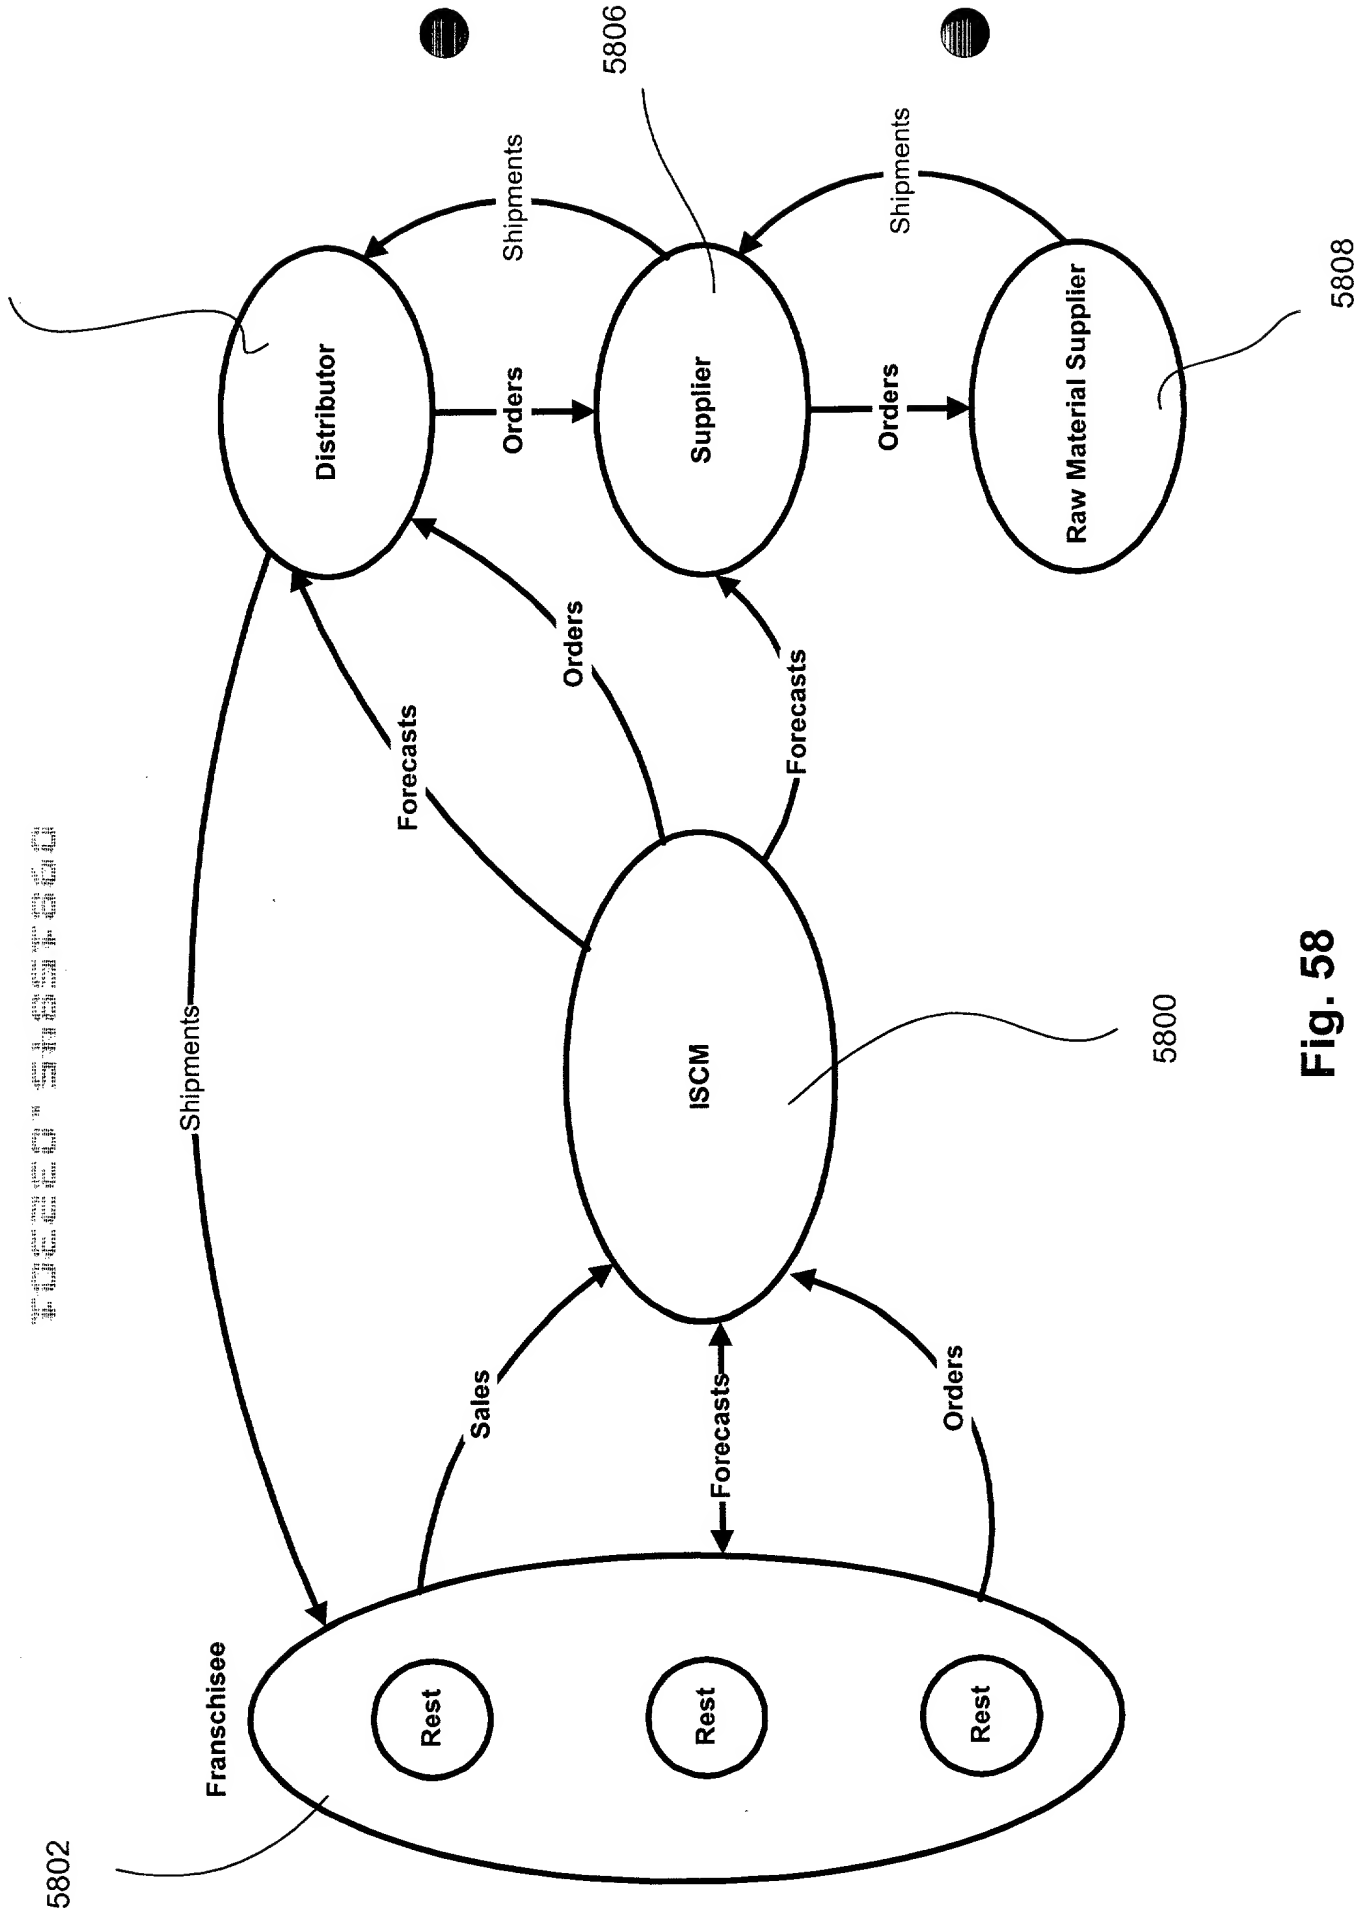 5802
Franschisee
Rest
Rest
Rest
Shipments
Sales
Forecasts
Orders
ISCM
5800
Forecasts
Orders
Forecasts
Distributor
Orders
Shipments
Supplier
5806
Orders
Shipments
Raw Material Supplier
5808
Fig. 58